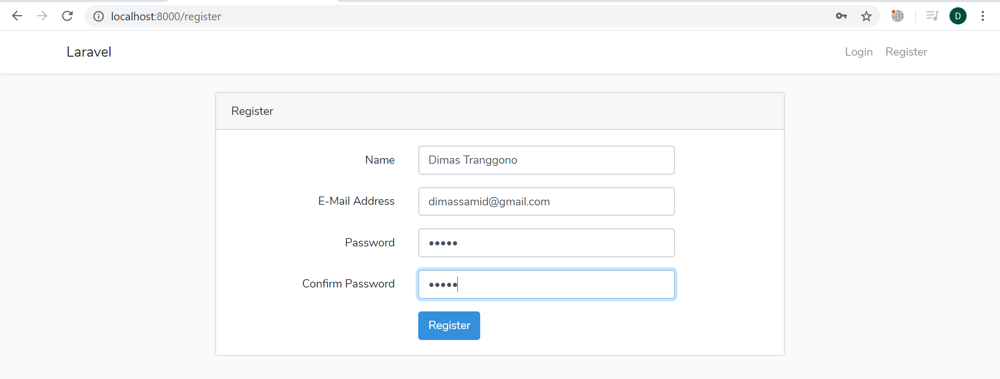 localhost:8000/register
D
Laravel
Login Register
Register
Name
Dimas Tranggono
E-Mail Address
dimassamid@gmail.com
Password
•••••
Confirm Password
•••••
Register